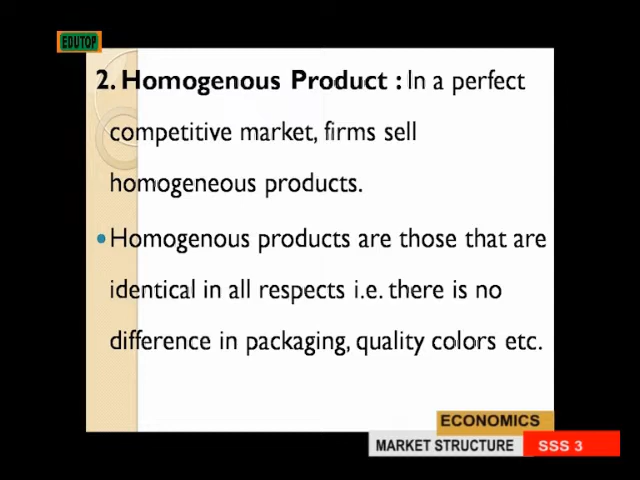 EDUTOP
2. Homogenous Product : In a perfect
competitive market, firms sell
homogeneous products.
Homogenous products are those that are
identical in all respects i.e. there is no
difference in packaging, quality colors etc.
ECONOMICS
MARKET STRUCTURE SSS 3